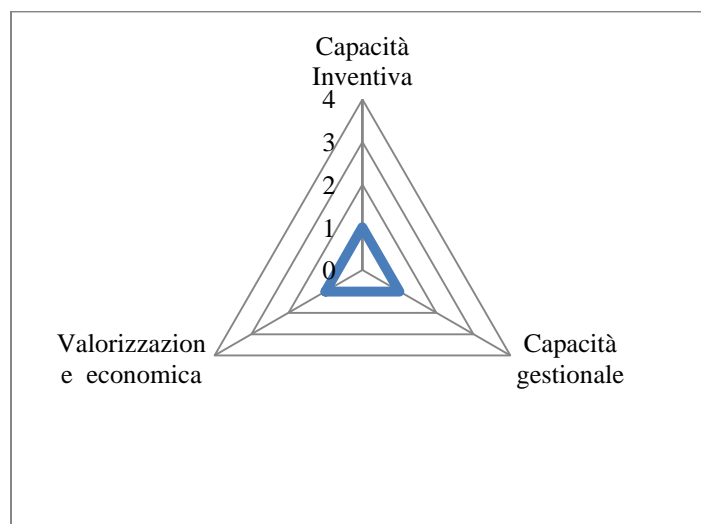 Capacità
Inventiva
4
3
2
1
0
Valorizzazion
e economica
Capacità
gestionale